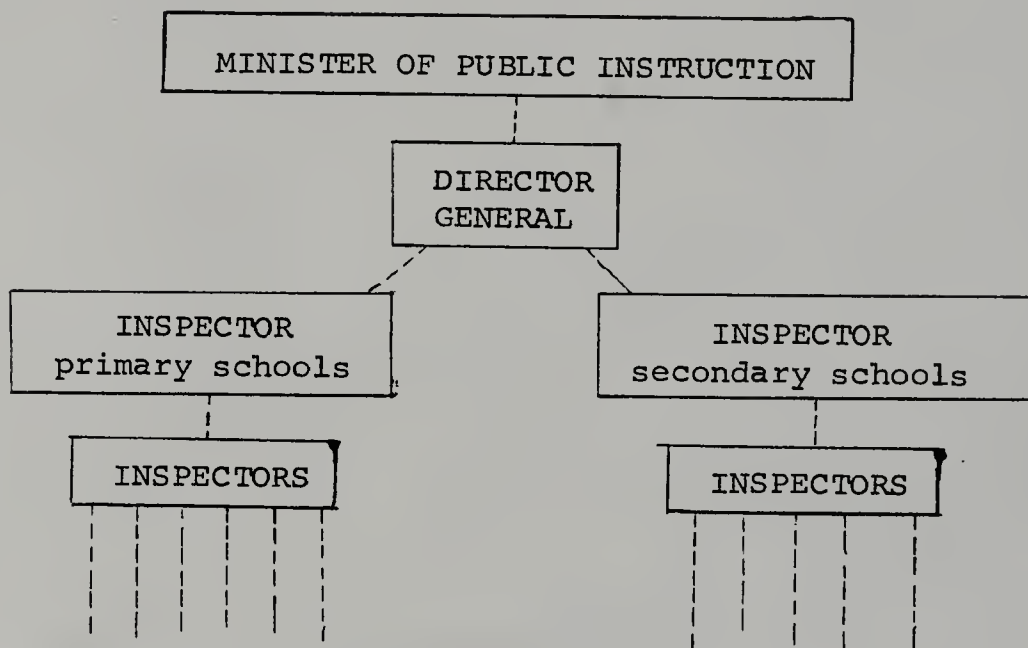 MINISTER OF PUBLIC INSTRUCTION
DIRECTOR
GENERAL
INSPECTOR
primary schools
INSPECTOR
secondary schools
INSPECTORS
INSPECTORS